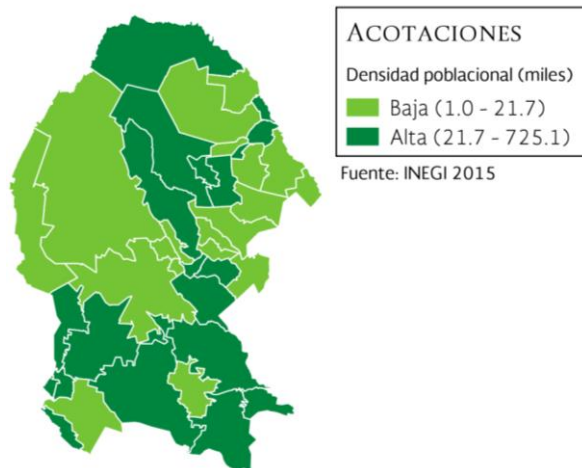 ACOTACIONES
Densidad poblacional (miles)
Baja (1.0 - 21.7)
Alta (21.7 - 725.1)
Fuente: INEGI 2015